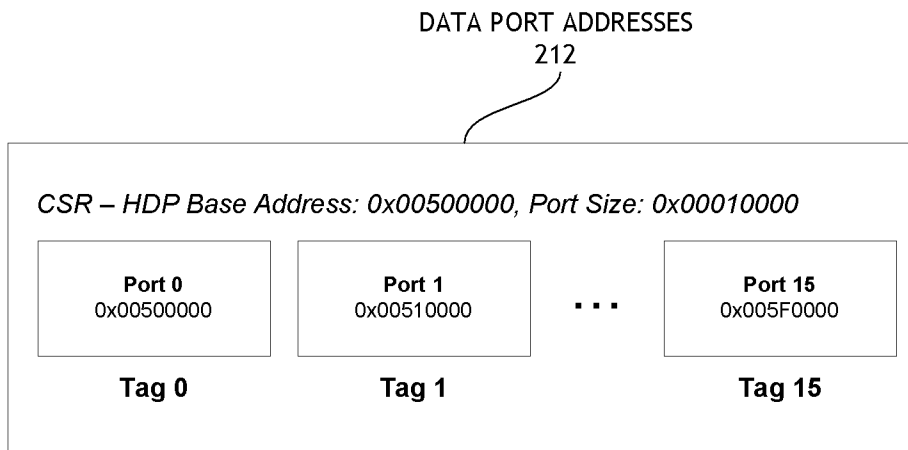 DATA PORT ADDRESSES
212
CSR – HDP Base Address: 0x00500000, Port Size: 0x00010000
Port 0
0x00500000
Port 1
0x00510000
...
Port 15
0x005F0000
Tag 0
Tag 1
Tag 15